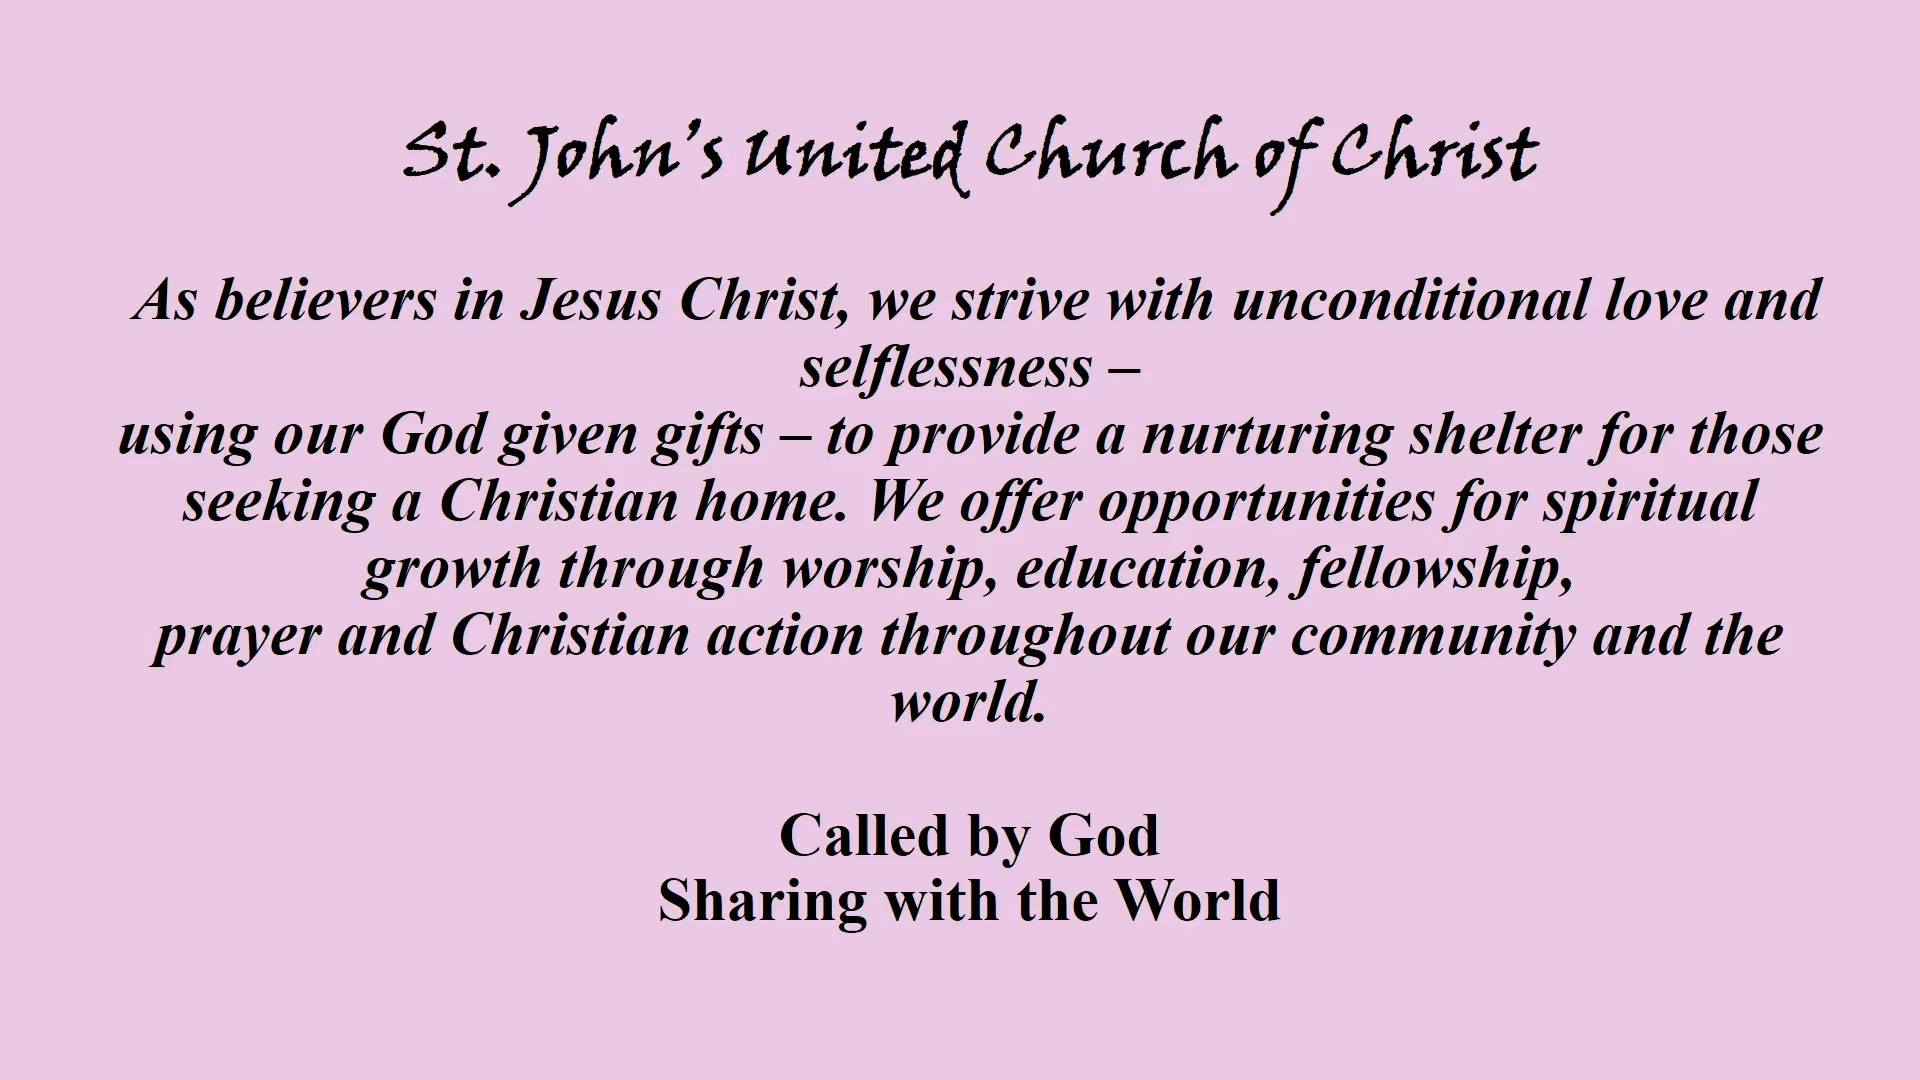 St. John’s United Church of Christ
As believers in Jesus Christ, we strive with unconditional love and
selflessness –
using our God given gifts – to provide a nurturing shelter for those
seeking a Christian home. We offer opportunities for spiritual
growth through worship, education, fellowship,
prayer and Christian action throughout our community and the
world.
Called by God
Sharing with the World